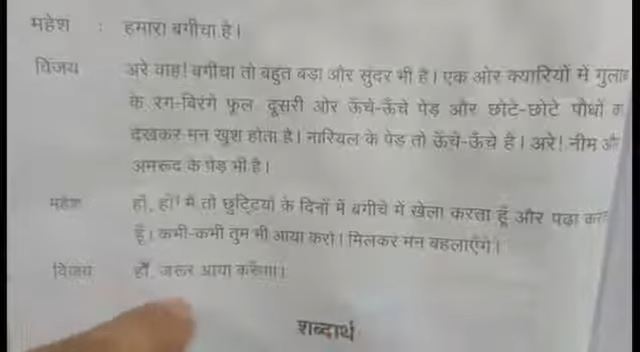 महेश : हमारा बगीचा है।
विजय अरे वाह! बगीचा तो बहुत बड़ा और सुंदर भी है। एक ओर क्यारियों में गुलाब
के रंग-बिरंगे फूल दूसरी ओर ऊँचे-ऊँचे पेड़ और छोटे-छोटे पौधों
देखकर मन खुश होता है। नारियल के पेड़ तो ऊँचे-ऊँचे है। अरे! नीम और
अमरूद के पेड़ भी है।
महेश हाँ, हाँ! मैं तो छुट्टियों के दिनों में बगीचे में खेला करता हूँ और पढ़ा
हूँ। कभी-कभी तुम भी आया करो। मिलकर मन बहलाएँगे।
विजय हाँ, जरूर आया करूँगा।
शब्दार्थ